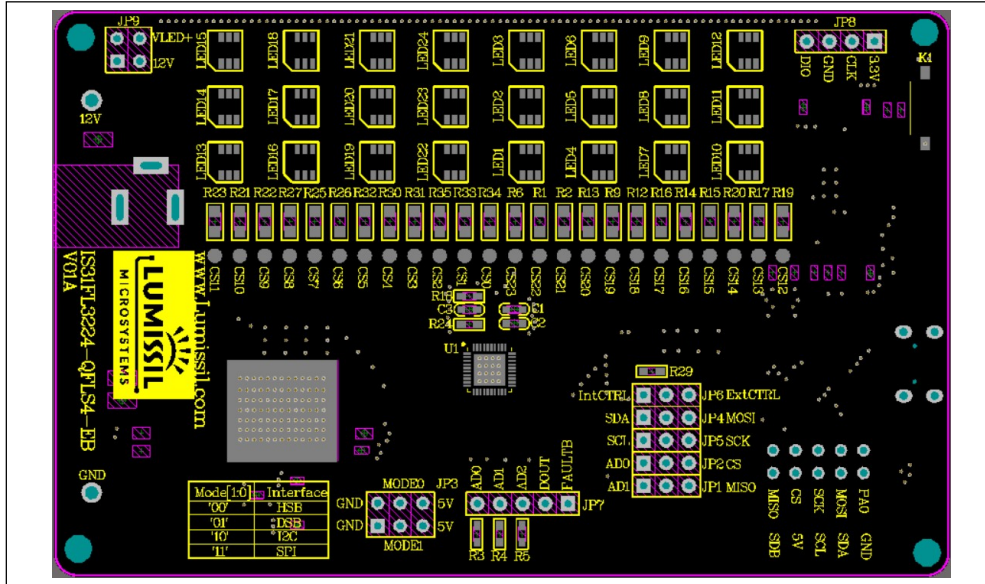 JP9
VLED+
12V
12V
LED15
LED18
LED21
LED24
LED3
LED6
LED9
LED12
JP8
DIO
GND
CLK
3.3V
K1
LED14
LED17
LED20
LED23
LED2
LED5
LED8
LED11
LED13
LED16
LED19
LED22
LED1
LED4
LED7
LED10
R23 R21 R22 R27 R25 R26 R32 R30 R31 R35 R33 R34 R6 R1 R2 R13 R9 R12 R16 R14 R15 R20 R17 R19
CS11 CS10 CS9 CS8 CS7 CS6 CS5 CS4 CS3 CS2 CS1 CS0 CS23 CS22 CS21 CS20 CS19 CS18 CS17 CS16 CS15 CS14 CS13 CS12
IS31FL3224-QFLS4-EB
V01A
LUMISSIL
MICROSYSTEMS
www.lumissil.com
R18
C3
R24
C1
C2
U1
R29
IntCTRL JP6 ExtCTRL
SDA JP4 MOSI
SCL JP5 SCK
AD0 JP2 CS
AD1 JP1 MISO
GND
Mode[1:0] Interface
'00' HSB
'01' DSB
'10' I2C
'11' SPI
MODE0 JP3
GND 5V
GND 5V
MODE1
AD0 AD1 AD2 DOUT FAULTB
JP7
R3 R4 R5
MISO CS SCK MOSI PA0
SDB 5V SCL SDA GND